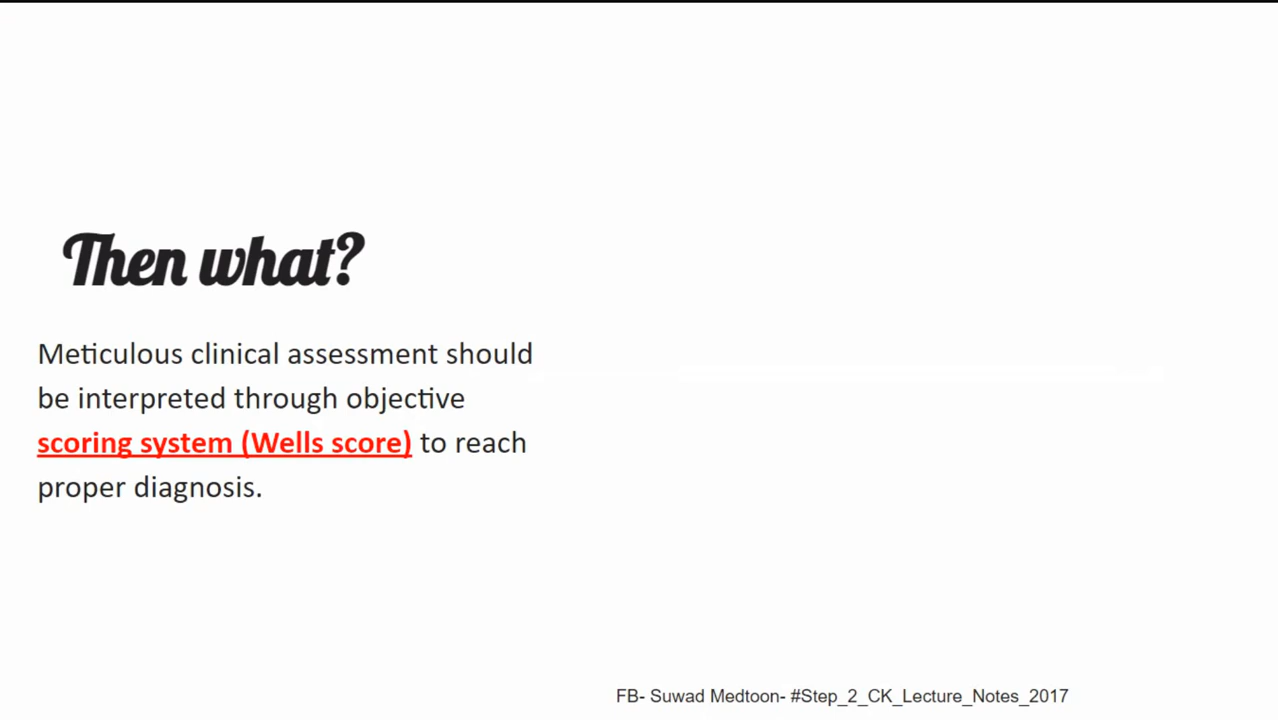 Then what?
Meticulous clinical assessment should
be interpreted through objective
scoring system (Wells score) to reach
proper diagnosis.
FB- Suwad Medtoon- #Step_2_CK_Lecture_Notes_2017